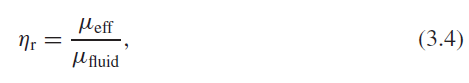 η_r = μ_eff / μ_fluid, (3.4)